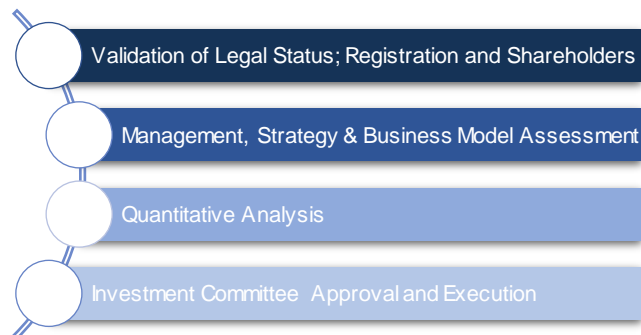 Validation of Legal Status; Registration and Shareholders
Management, Strategy & Business Model Assessment
Quantitative Analysis
Investment Committee Approval and Execution